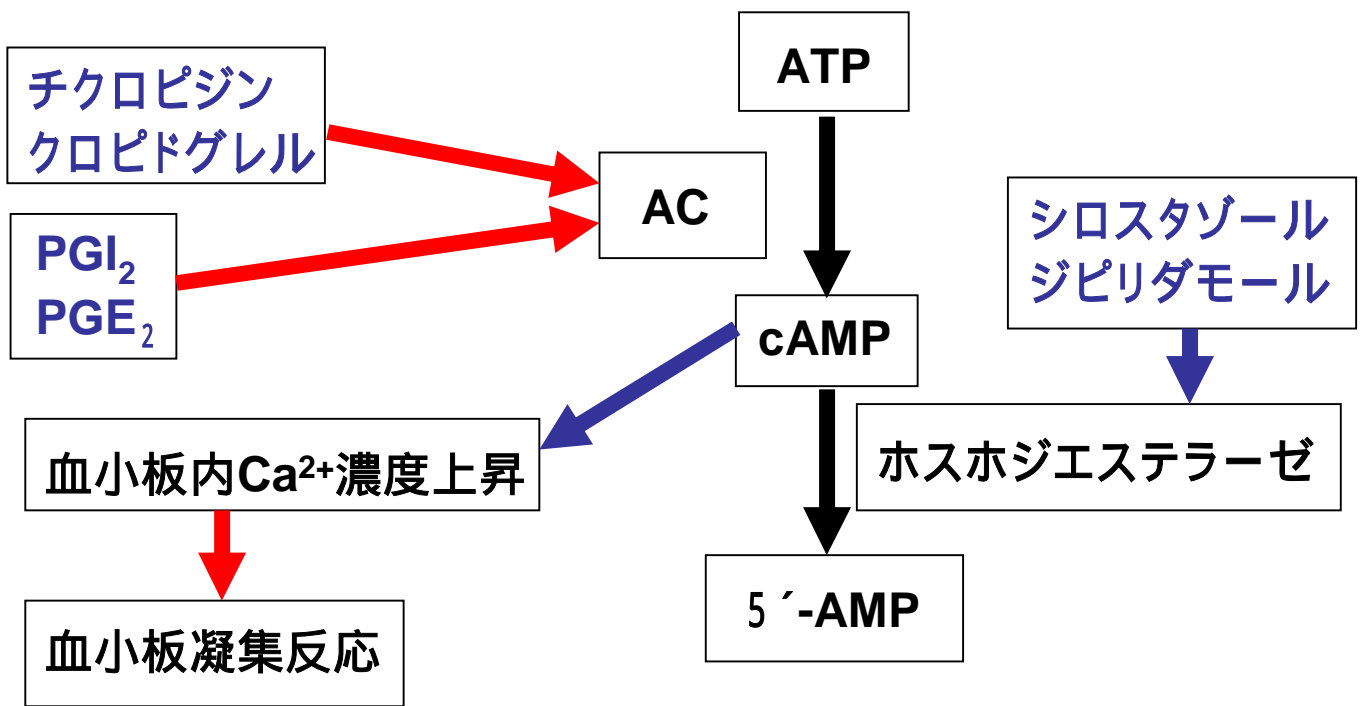 ATP
チクロピジン
クロピドグレル
AC
PGI₂
PGE₂
シロスタゾール
ジピリダモール
cAMP
血小板内Ca²⁺濃度上昇
ホスホジエステラーゼ
5´-AMP
血小板凝集反応